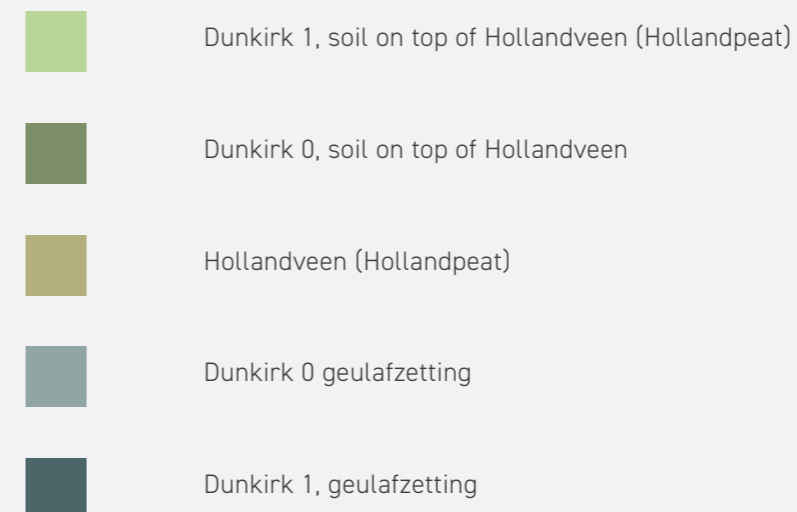 Dunkirk 1, soil on top of Hollandveen (Hollandpeat)
Dunkirk 0, soil on top of Hollandveen
Hollandveen (Hollandpeat)
Dunkirk 0 geulafzetting
Dunkirk 1, geulafzetting